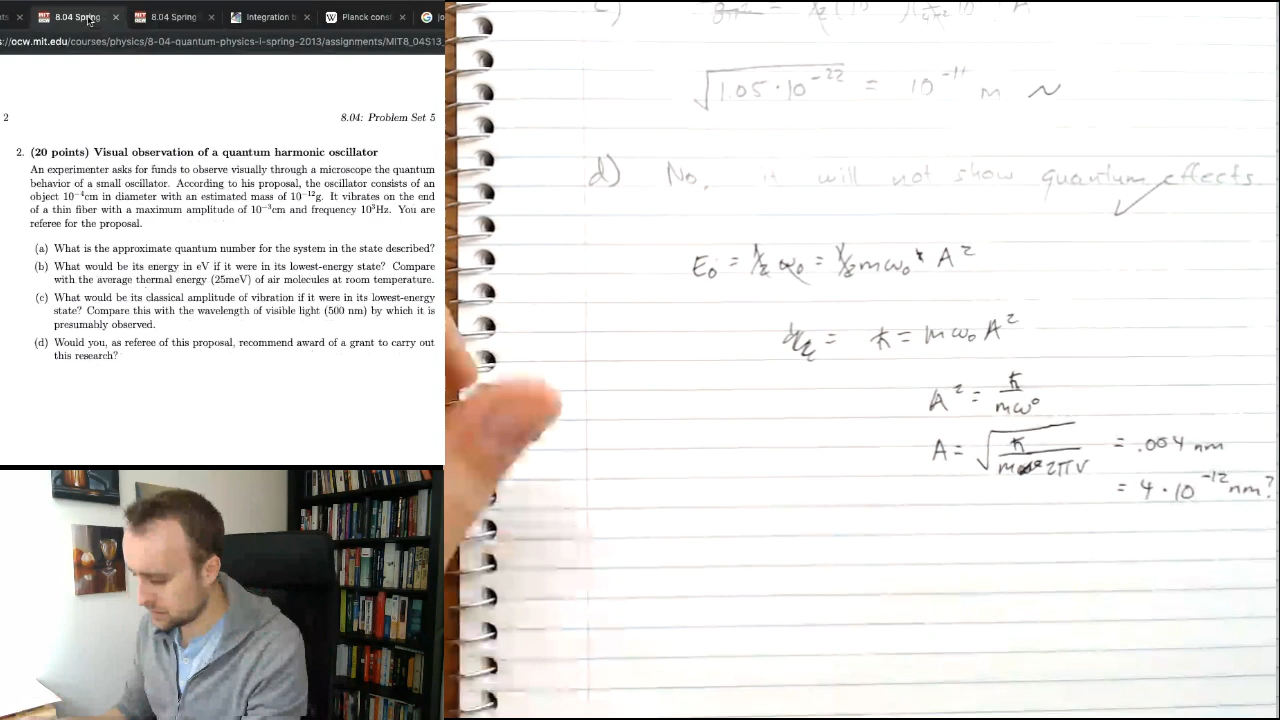 8.04 Spring
8.04 Spring
Integration b
Planck const
s://ocw.mit.edu/courses/physics/8-04-quantum-physics-i-spring-2013/assignments/MIT8_04S13_
2
8.04: Problem Set 5
2. (20 points) Visual observation of a quantum harmonic oscillator
An experimenter asks for funds to observe visually through a microscope the quantum
behavior of a small oscillator. According to his proposal, the oscillator consists of an
object 10⁻⁴cm in diameter with an estimated mass of 10⁻¹²g. It vibrates on the end
of a thin fiber with a maximum amplitude of 10⁻³cm and frequency 10³Hz. You are
referee for the proposal.
(a) What is the approximate quantum number for the system in the state described?
(b) What would be its energy in eV if it were in its lowest-energy state? Compare
with the average thermal energy (25meV) of air molecules at room temperature.
(c) What would be its classical amplitude of vibration if it were in its lowest-energy
state? Compare this with the wavelength of visible light (500 nm) by which it is
presumably observed.
(d) Would you, as referee of this proposal, recommend award of a grant to carry out
this research?
c)
√1.05·10⁻²² = 10⁻¹¹ m ~
d) No, it will not show quantum effects.
A²
ħ = mω₀A²
A² = ħ/mω₀
A = √ħ/m 2πν = .004 nm
= 4·10⁻¹² nm?